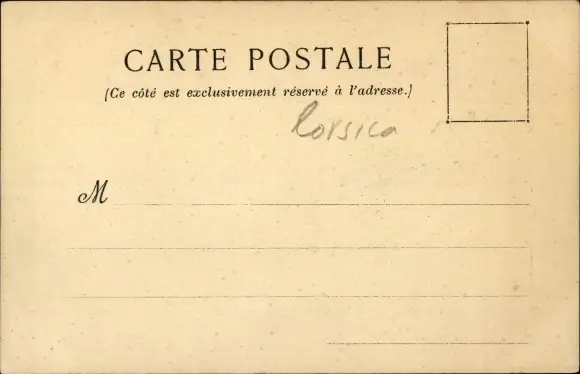 CARTE POSTALE
(Ce côté est exclusivement réservé à l'adresse.)
Corsica
M